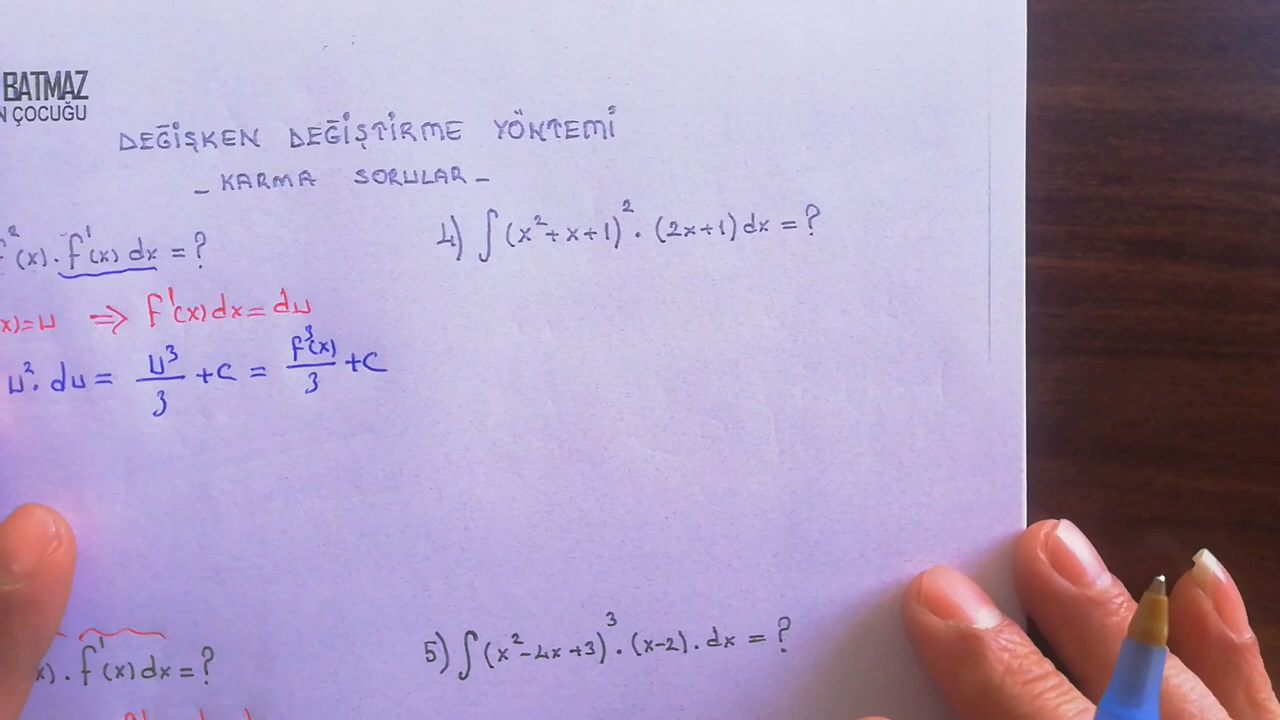 BATMAZ
N ÇOCUĞU
DEĞİŞKEN DEĞİŞTİRME YÖNTEMİ
- KARMA SORULAR -
²(x). f'(x) dx = ?
x) = u ⇒ f'(x) dx = du
u². du = u³/3 + c = f³(x)/3 + c
4) ∫(x²+x+1)². (2x+1) dx = ?
x). f'(x) dx = ?
5) ∫(x²-4x+3)³. (x-2). dx = ?